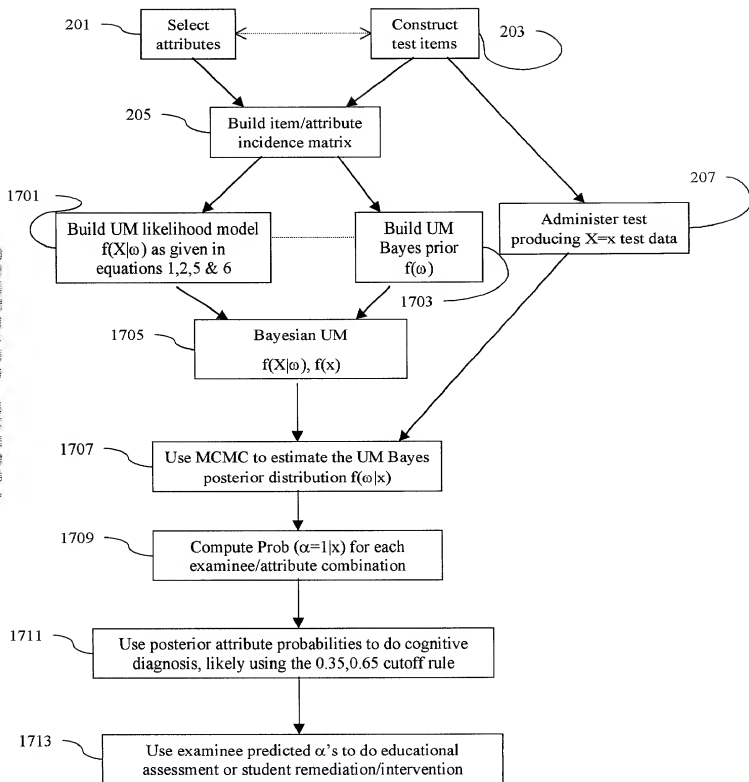 201
Select
attributes
Construct
test items
203
205
Build item/attribute
incidence matrix
1701
207
Build UM likelihood model
f(X|ω) as given in
equations 1,2,5 & 6
Build UM
Bayes prior
f(ω)
Administer test
producing X=x test data
1703
1705
Bayesian UM
f(X|ω), f(x)
1707
Use MCMC to estimate the UM Bayes
posterior distribution f(ω|x)
1709
Compute Prob (α=1|x) for each
examinee/attribute combination
1711
Use posterior attribute probabilities to do cognitive
diagnosis, likely using the 0.35,0.65 cutoff rule
1713
Use examinee predicted α's to do educational
assessment or student remediation/intervention